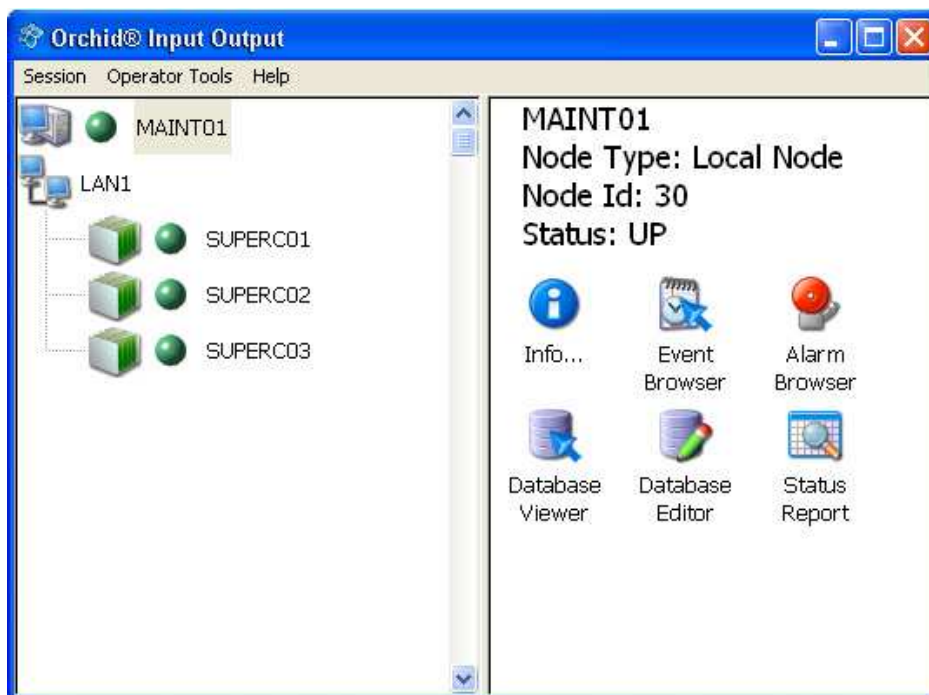 Orchid® Input Output
Session Operator Tools Help
MAINT01
LAN1
SUPERC01
SUPERC02
SUPERC03
MAINT01
Node Type: Local Node
Node Id: 30
Status: UP
Info...
Event
Browser
Alarm
Browser
Database
Viewer
Database
Editor
Status
Report